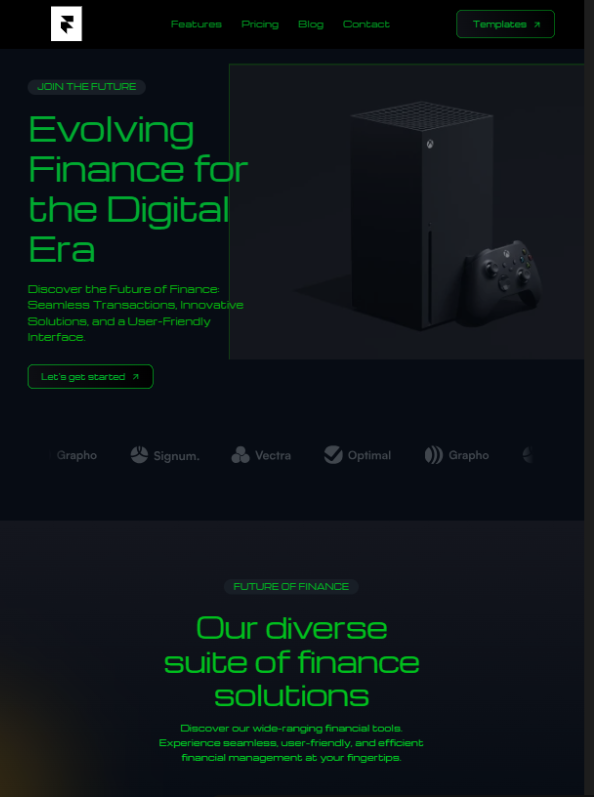 Features Pricing Blog Contact Templates
JOIN THE FUTURE
Evolving
Finance for
the Digital
Era
Discover the Future of Finance:
Seamless Transactions, Innovative
Solutions, and a User-Friendly
Interface.
Let's get started
Grapho Signum. Vectra Optimal Grapho
FUTURE OF FINANCE
Our diverse
suite of finance
solutions
Discover our wide-ranging financial tools.
Experience seamless, user-friendly, and efficient
financial management at your fingertips.